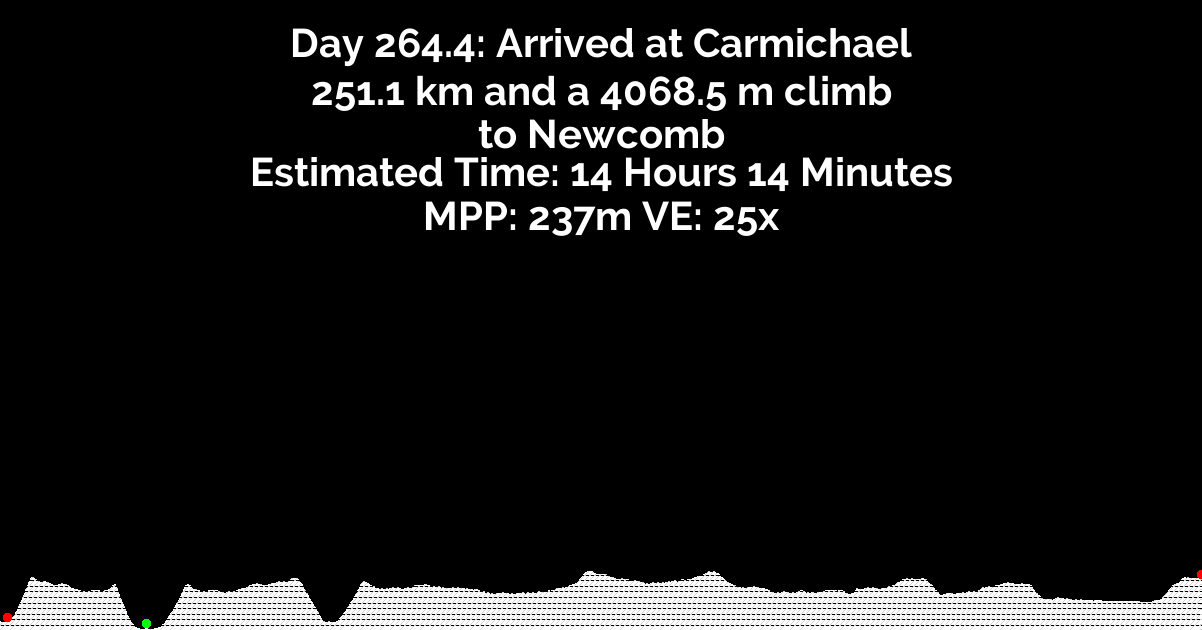 Day 264.4: Arrived at Carmichael
251.1 km and a 4068.5 m climb
to Newcomb
Estimated Time: 14 Hours 14 Minutes
MPP: 237m VE: 25x